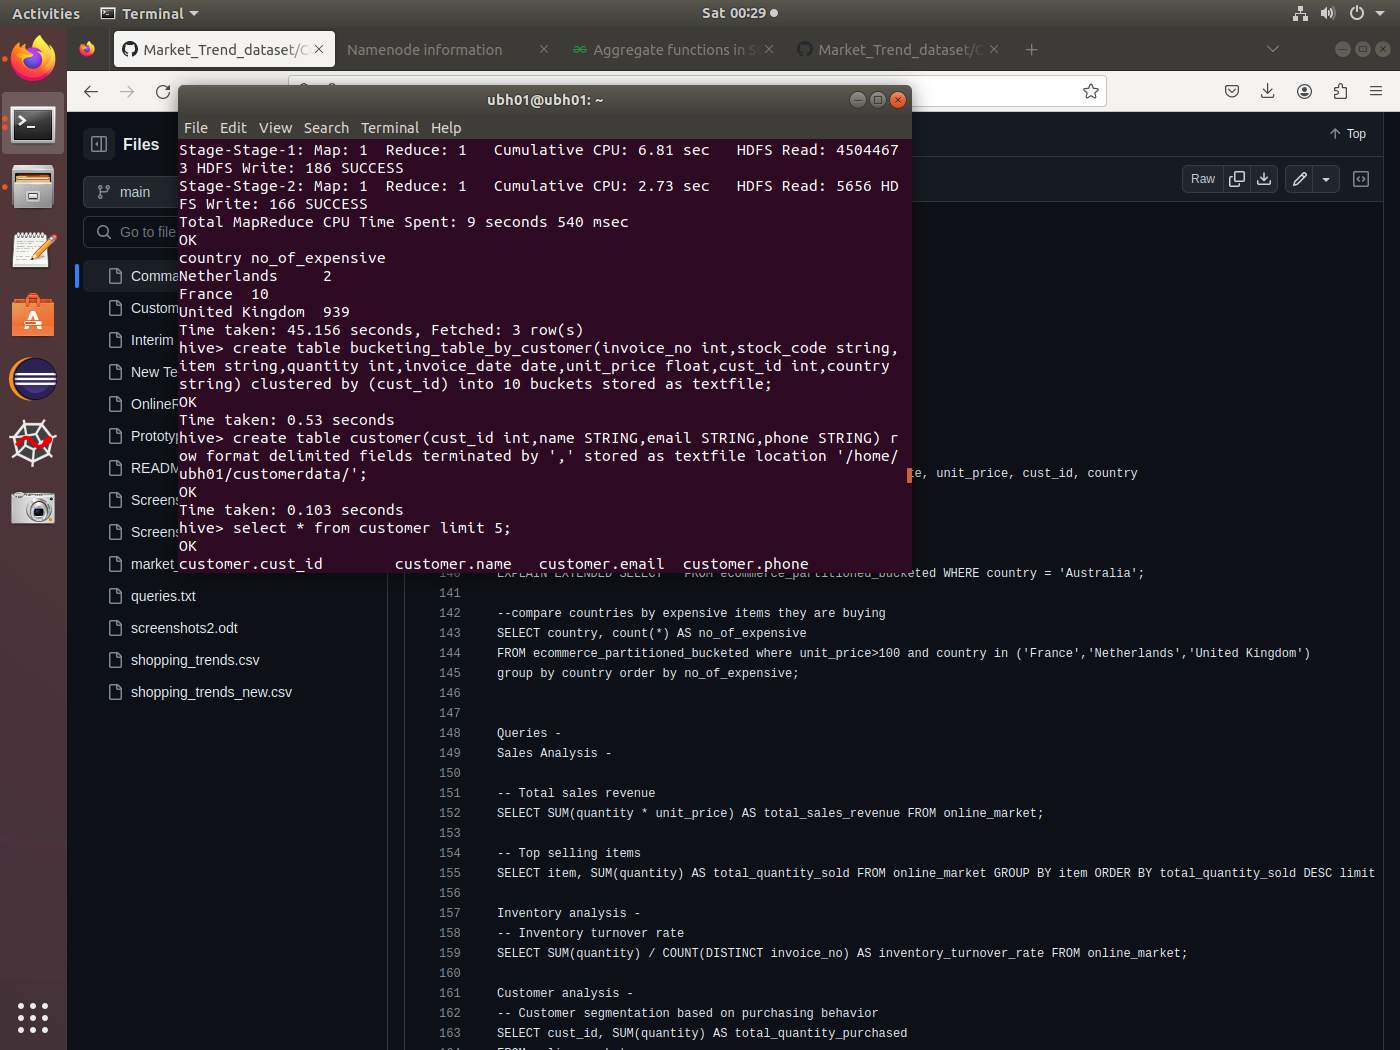 Activities
Terminal
Sat 00:29
Market_Trend_dataset/C
Namenode information
Aggregate functions in
Market_Trend_dataset/
ubh01@ubh01: ~
File Edit View Search Terminal Help
Files
Top
main
Raw
Go to file
Comma
Custom
Interim
New Te
OnlineR
Prototyp
READM
Screens
Screens
market_
queries.txt
screenshots2.odt
shopping_trends.csv
shopping_trends_new.csv
Stage-Stage-1: Map: 1  Reduce: 1   Cumulative CPU: 6.81 sec   HDFS Read: 4504467
3 HDFS Write: 186 SUCCESS
Stage-Stage-2: Map: 1  Reduce: 1   Cumulative CPU: 2.73 sec   HDFS Read: 5656 HD
FS Write: 166 SUCCESS
Total MapReduce CPU Time Spent: 9 seconds 540 msec
OK
country no_of_expensive
Netherlands     2
France  10
United Kingdom  939
Time taken: 45.156 seconds, Fetched: 3 row(s)
hive> create table bucketing_table_by_customer(invoice_no int,stock_code string,
item string,quantity int,invoice_date date,unit_price float,cust_id int,country
string) clustered by (cust_id) into 10 buckets stored as textfile;
OK
Time taken: 0.53 seconds
hive> create table customer(cust_id int,name STRING,email STRING,phone STRING) r
ow format delimited fields terminated by ',' stored as textfile location '/home/
ubh01/customerdata/';
OK
Time taken: 0.103 seconds
hive> select * from customer limit 5;
OK
customer.cust_id        customer.name   customer.email  customer.phone
te, unit_price, cust_id, country
140 EXPLAIN EXTENDED SELECT * FROM ecommerce_partitioned_bucketed WHERE country = 'Australia';
141
142 --compare countries by expensive items they are buying
143 SELECT country, count(*) AS no_of_expensive
144 FROM ecommerce_partitioned_bucketed where unit_price>100 and country in ('France','Netherlands','United Kingdom')
145 group by country order by no_of_expensive;
146
147
148 Queries -
149 Sales Analysis -
150
151 -- Total sales revenue
152 SELECT SUM(quantity * unit_price) AS total_sales_revenue FROM online_market;
153
154 -- Top selling items
155 SELECT item, SUM(quantity) AS total_quantity_sold FROM online_market GROUP BY item ORDER BY total_quantity_sold DESC limit
156
157 Inventory analysis -
158 -- Inventory turnover rate
159 SELECT SUM(quantity) / COUNT(DISTINCT invoice_no) AS inventory_turnover_rate FROM online_market;
160
161 Customer analysis -
162 -- Customer segmentation based on purchasing behavior
163 SELECT cust_id, SUM(quantity) AS total_quantity_purchased